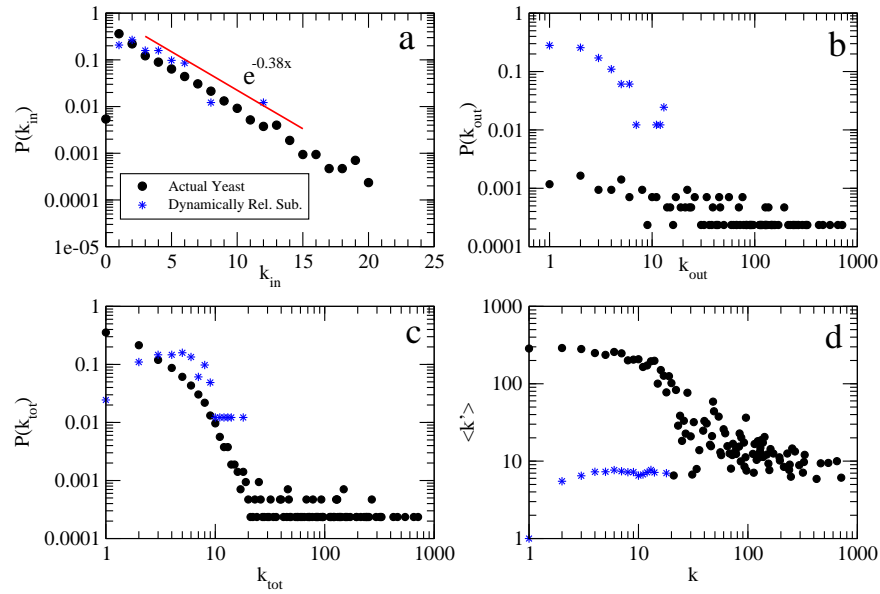 1
0.1
0.01
0.001
0.0001
1e-05
P(k_in)
a
e^-0.38x
Actual Yeast
Dynamically Rel. Sub.
0 5 10 15 20 25
k_in
1
0.1
0.01
0.001
0.0001
P(k_out)
b
1 10 100 1000
k_out
1
0.1
0.01
0.001
0.0001
P(k_tot)
c
1 10 100 1000
k_tot
1000
100
10
1
<k'>
d
1 10 100 1000
k